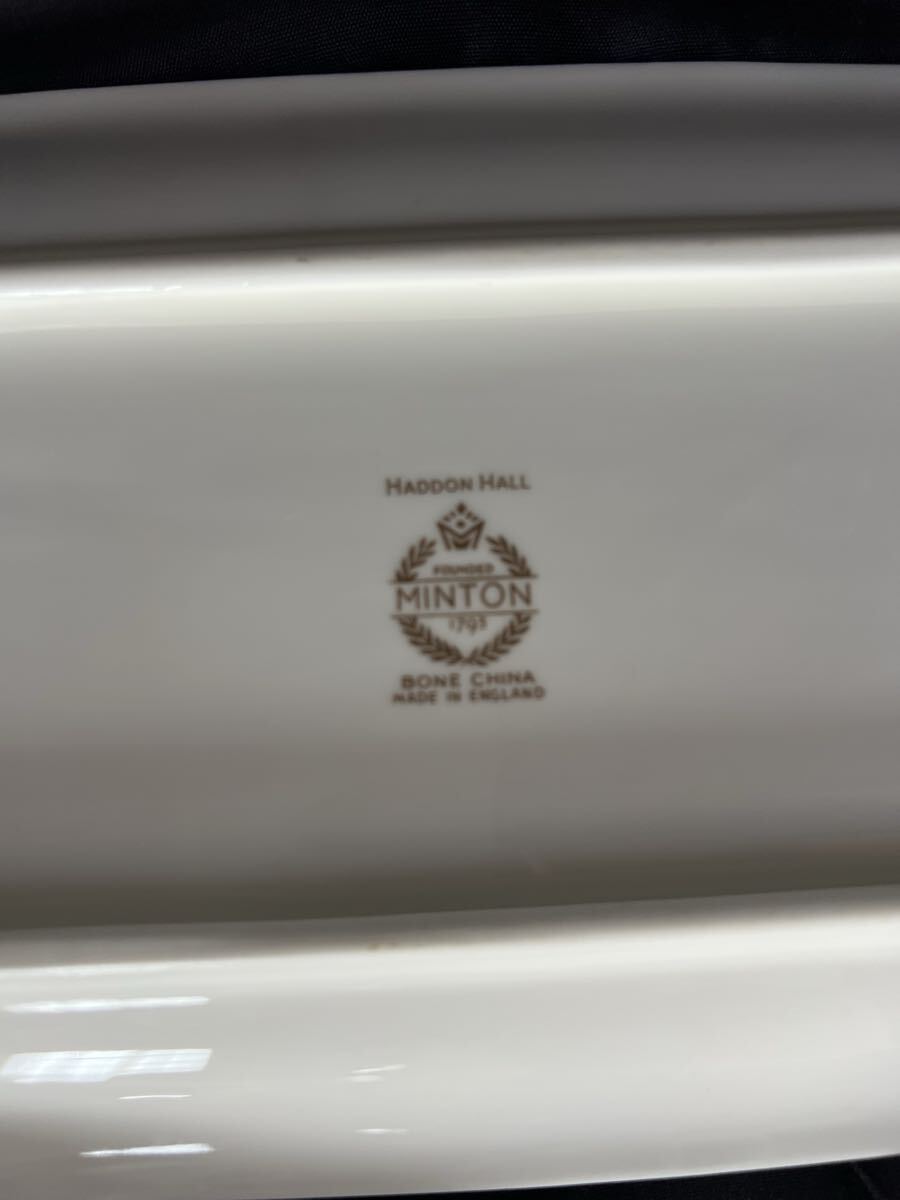 HADDON HALL
FOUNDED
MINTON
1793
BONE CHINA
MADE IN ENGLAND